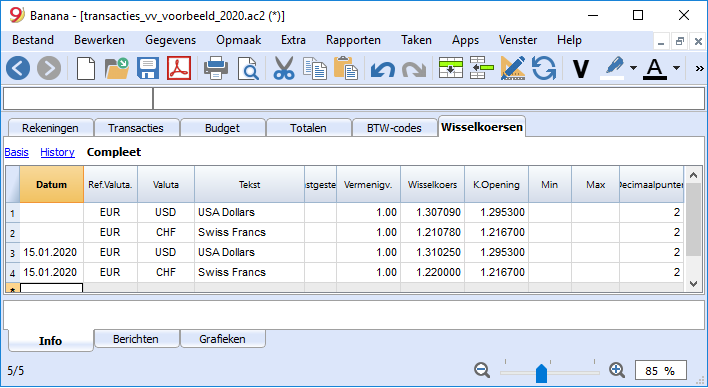 Banana - [transacties_vv_voorbeeld_2020.ac2 (*)]
Bestand Bewerken Gegevens Opmaak Extra Rapporten Taken Apps Venster Help
V A »
Rekeningen Transacties Budget Totalen BTW-codes Wisselkoersen
Basis History Compleet
Datum Ref.Valuta. Valuta Tekst astgeste Vermenigv. Wisselkoers K.Opening Min Max Decimaalpunten
1 EUR USD USA Dollars 1.00 1.307090 1.295300 2
2 EUR CHF Swiss Francs 1.00 1.210780 1.216700 2
3 15.01.2020 EUR USD USA Dollars 1.00 1.310250 1.295300 2
4 15.01.2020 EUR CHF Swiss Francs 1.00 1.220000 1.216700 2
*
Info Berichten Grafieken
5/5 85 %